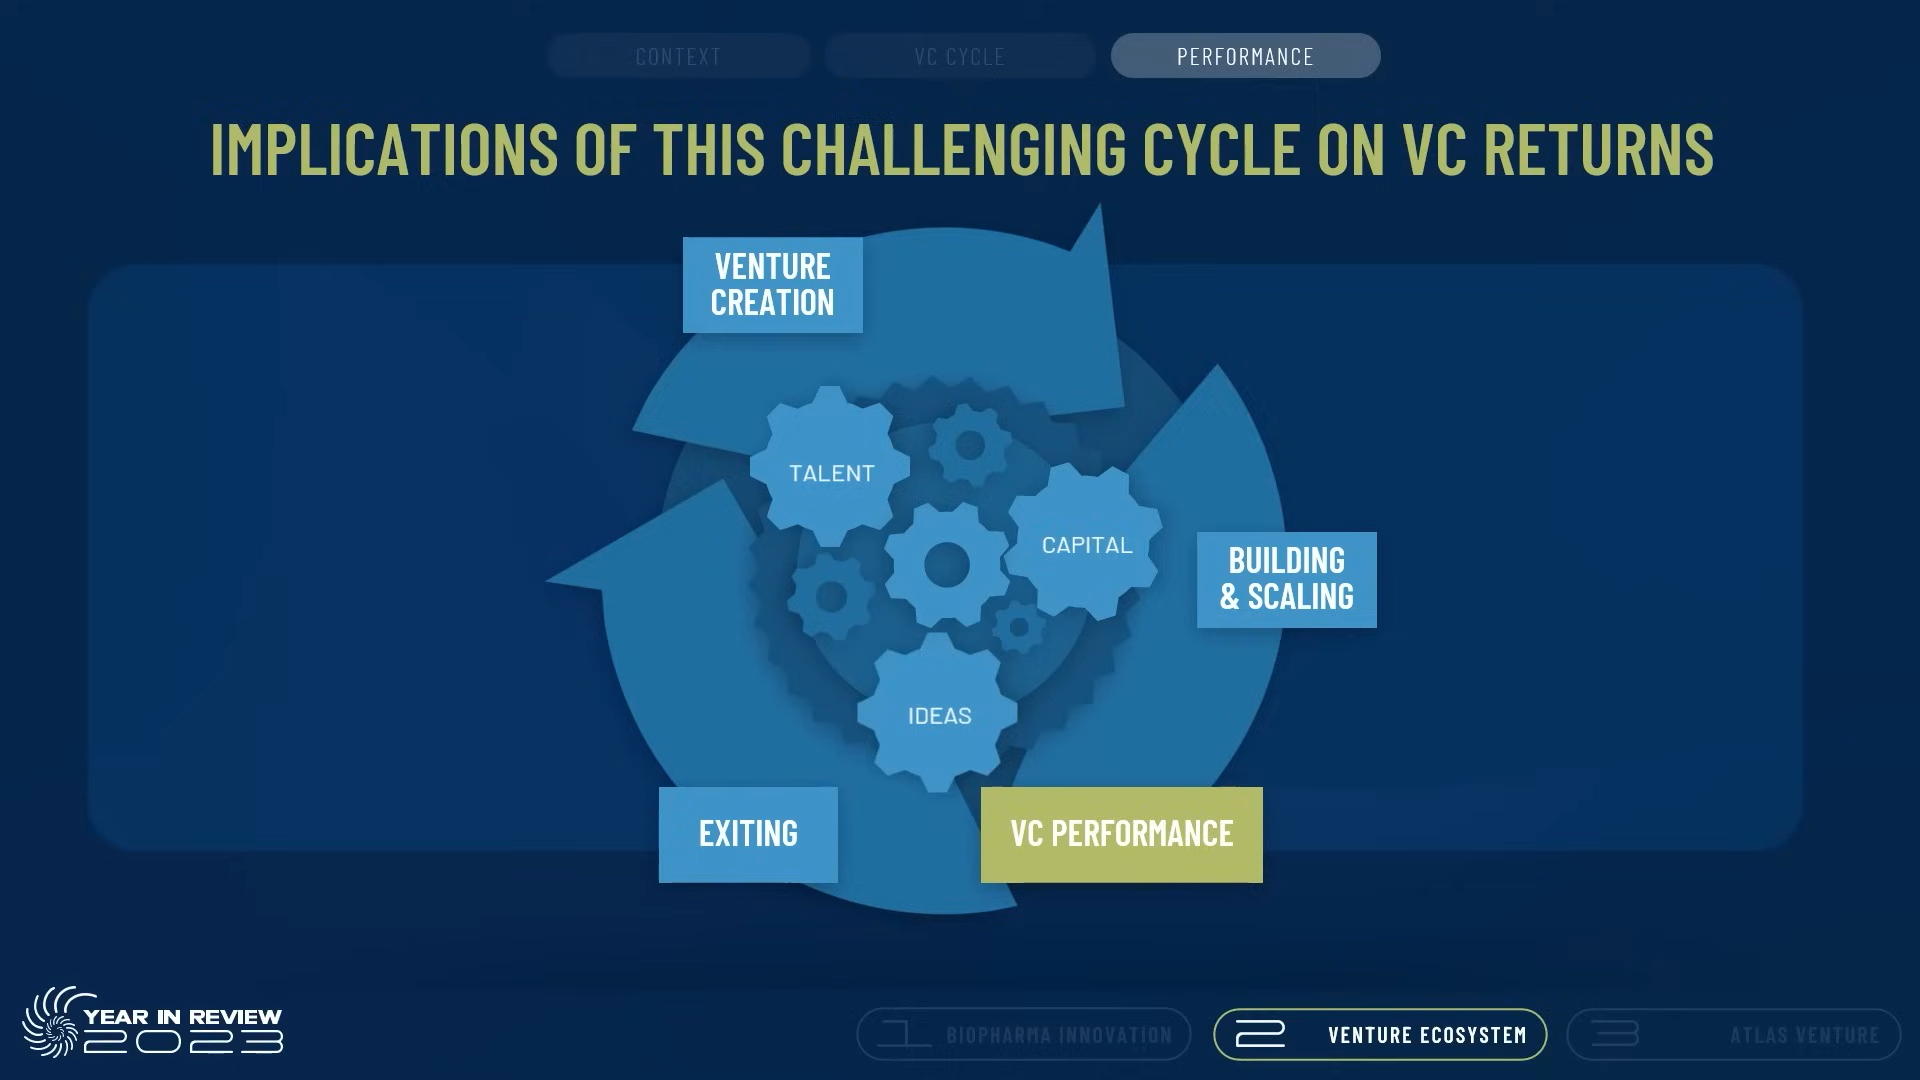 CONTEXT
VC CYCLE
PERFORMANCE
IMPLICATIONS OF THIS CHALLENGING CYCLE ON VC RETURNS
VENTURE
CREATION
TALENT
CAPITAL
BUILDING
& SCALING
IDEAS
EXITING
VC PERFORMANCE
YEAR IN REVIEW
2023
1 BIOPHARMA INNOVATION
2 VENTURE ECOSYSTEM
3 ATLAS VENTURE